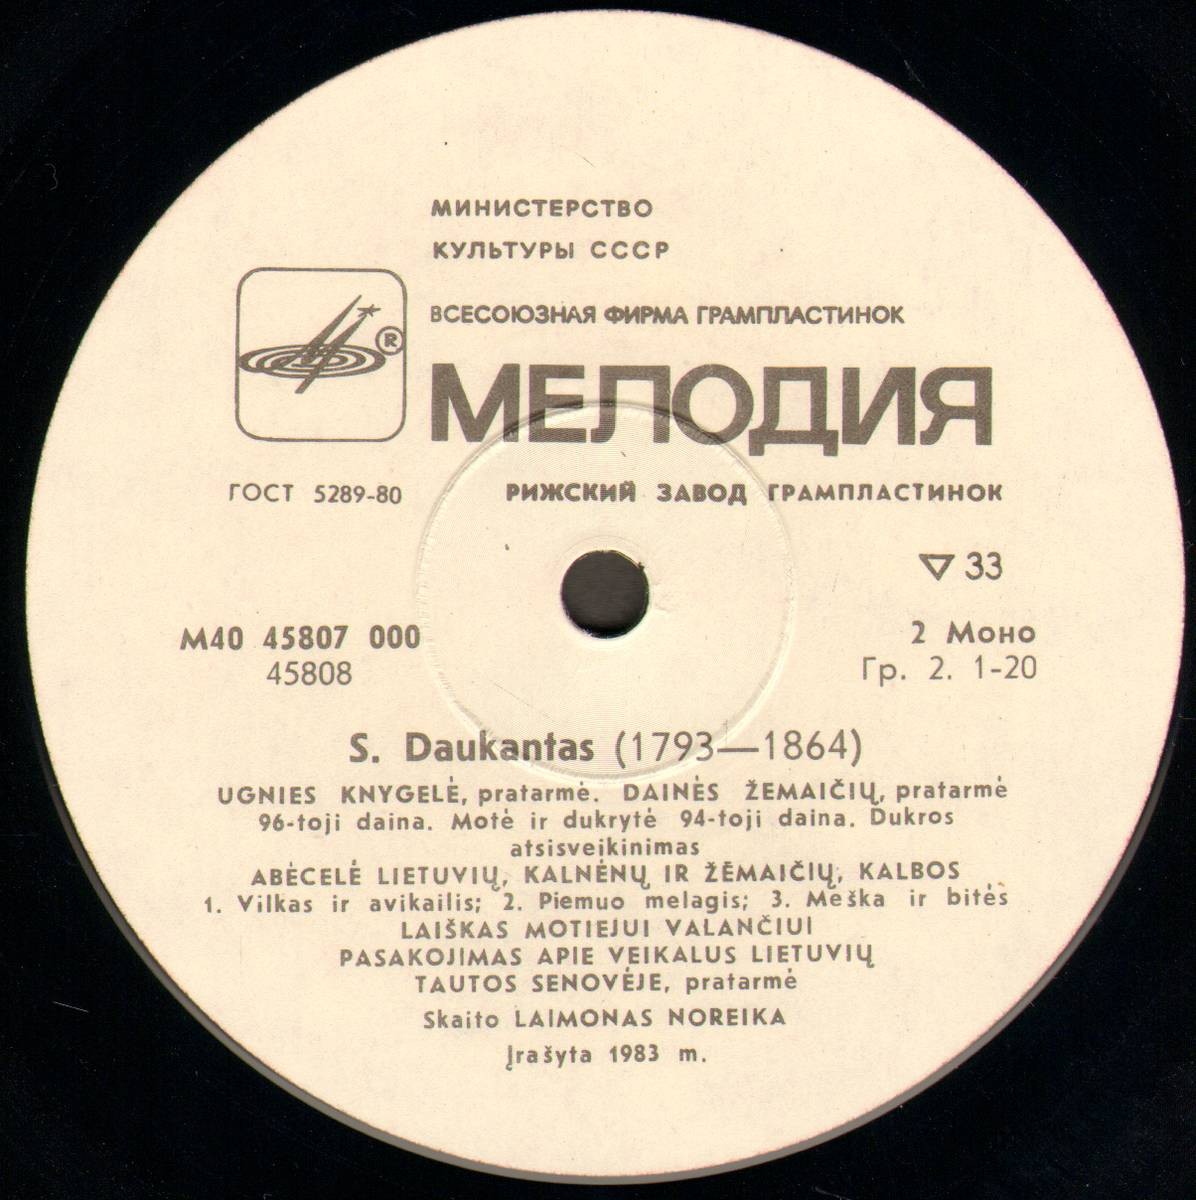 МИНИСТЕРСТВО
КУЛЬТУРЫ СССР
ВСЕСОЮЗНАЯ ФИРМА ГРАМПЛАСТИНОК
®
МЕЛОДИЯ
ГОСТ 5289-80
РИЖСКИЙ ЗАВОД ГРАМПЛАСТИНОК
▽ 33
М40 45807 000
45808
2 Моно
Гр. 2. 1-20
S. Daukantas (1793—1864)
UGNIES KNYGELĖ, pratarmė. DAINĖS ŽEMAIČIŲ, pratarmė
96-toji daina. Motė ir dukrytė 94-toji daina. Dukros
atsisveikinimas
ABĖCELĖ LIETUVIŲ, KALNĖNŲ IR ŽĖMAIČIŲ, KALBOS
1. Vilkas ir avikailis; 2. Piemuo melagis; 3. Meška ir bitės
LAIŠKAS MOTIEJUI VALANČIUI
PASAKOJIMAS APIE VEIKALUS LIETUVIŲ
TAUTOS SENOVĖJE, pratarmė
Skaito LAIMONAS NOREIKA
Įrašyta 1983 m.